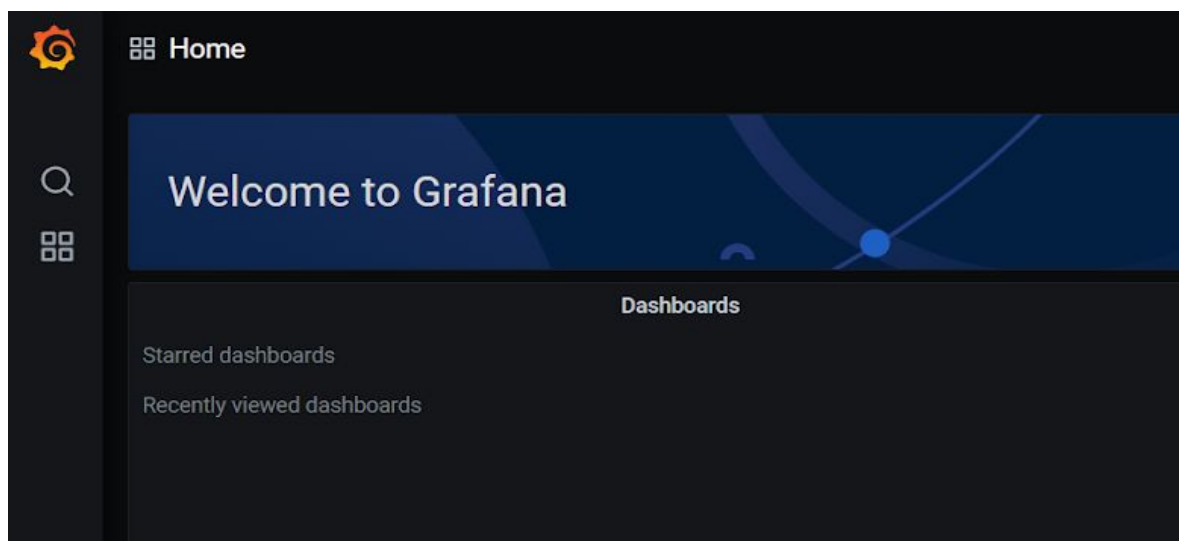 Home
Welcome to Grafana
Dashboards
Starred dashboards
Recently viewed dashboards